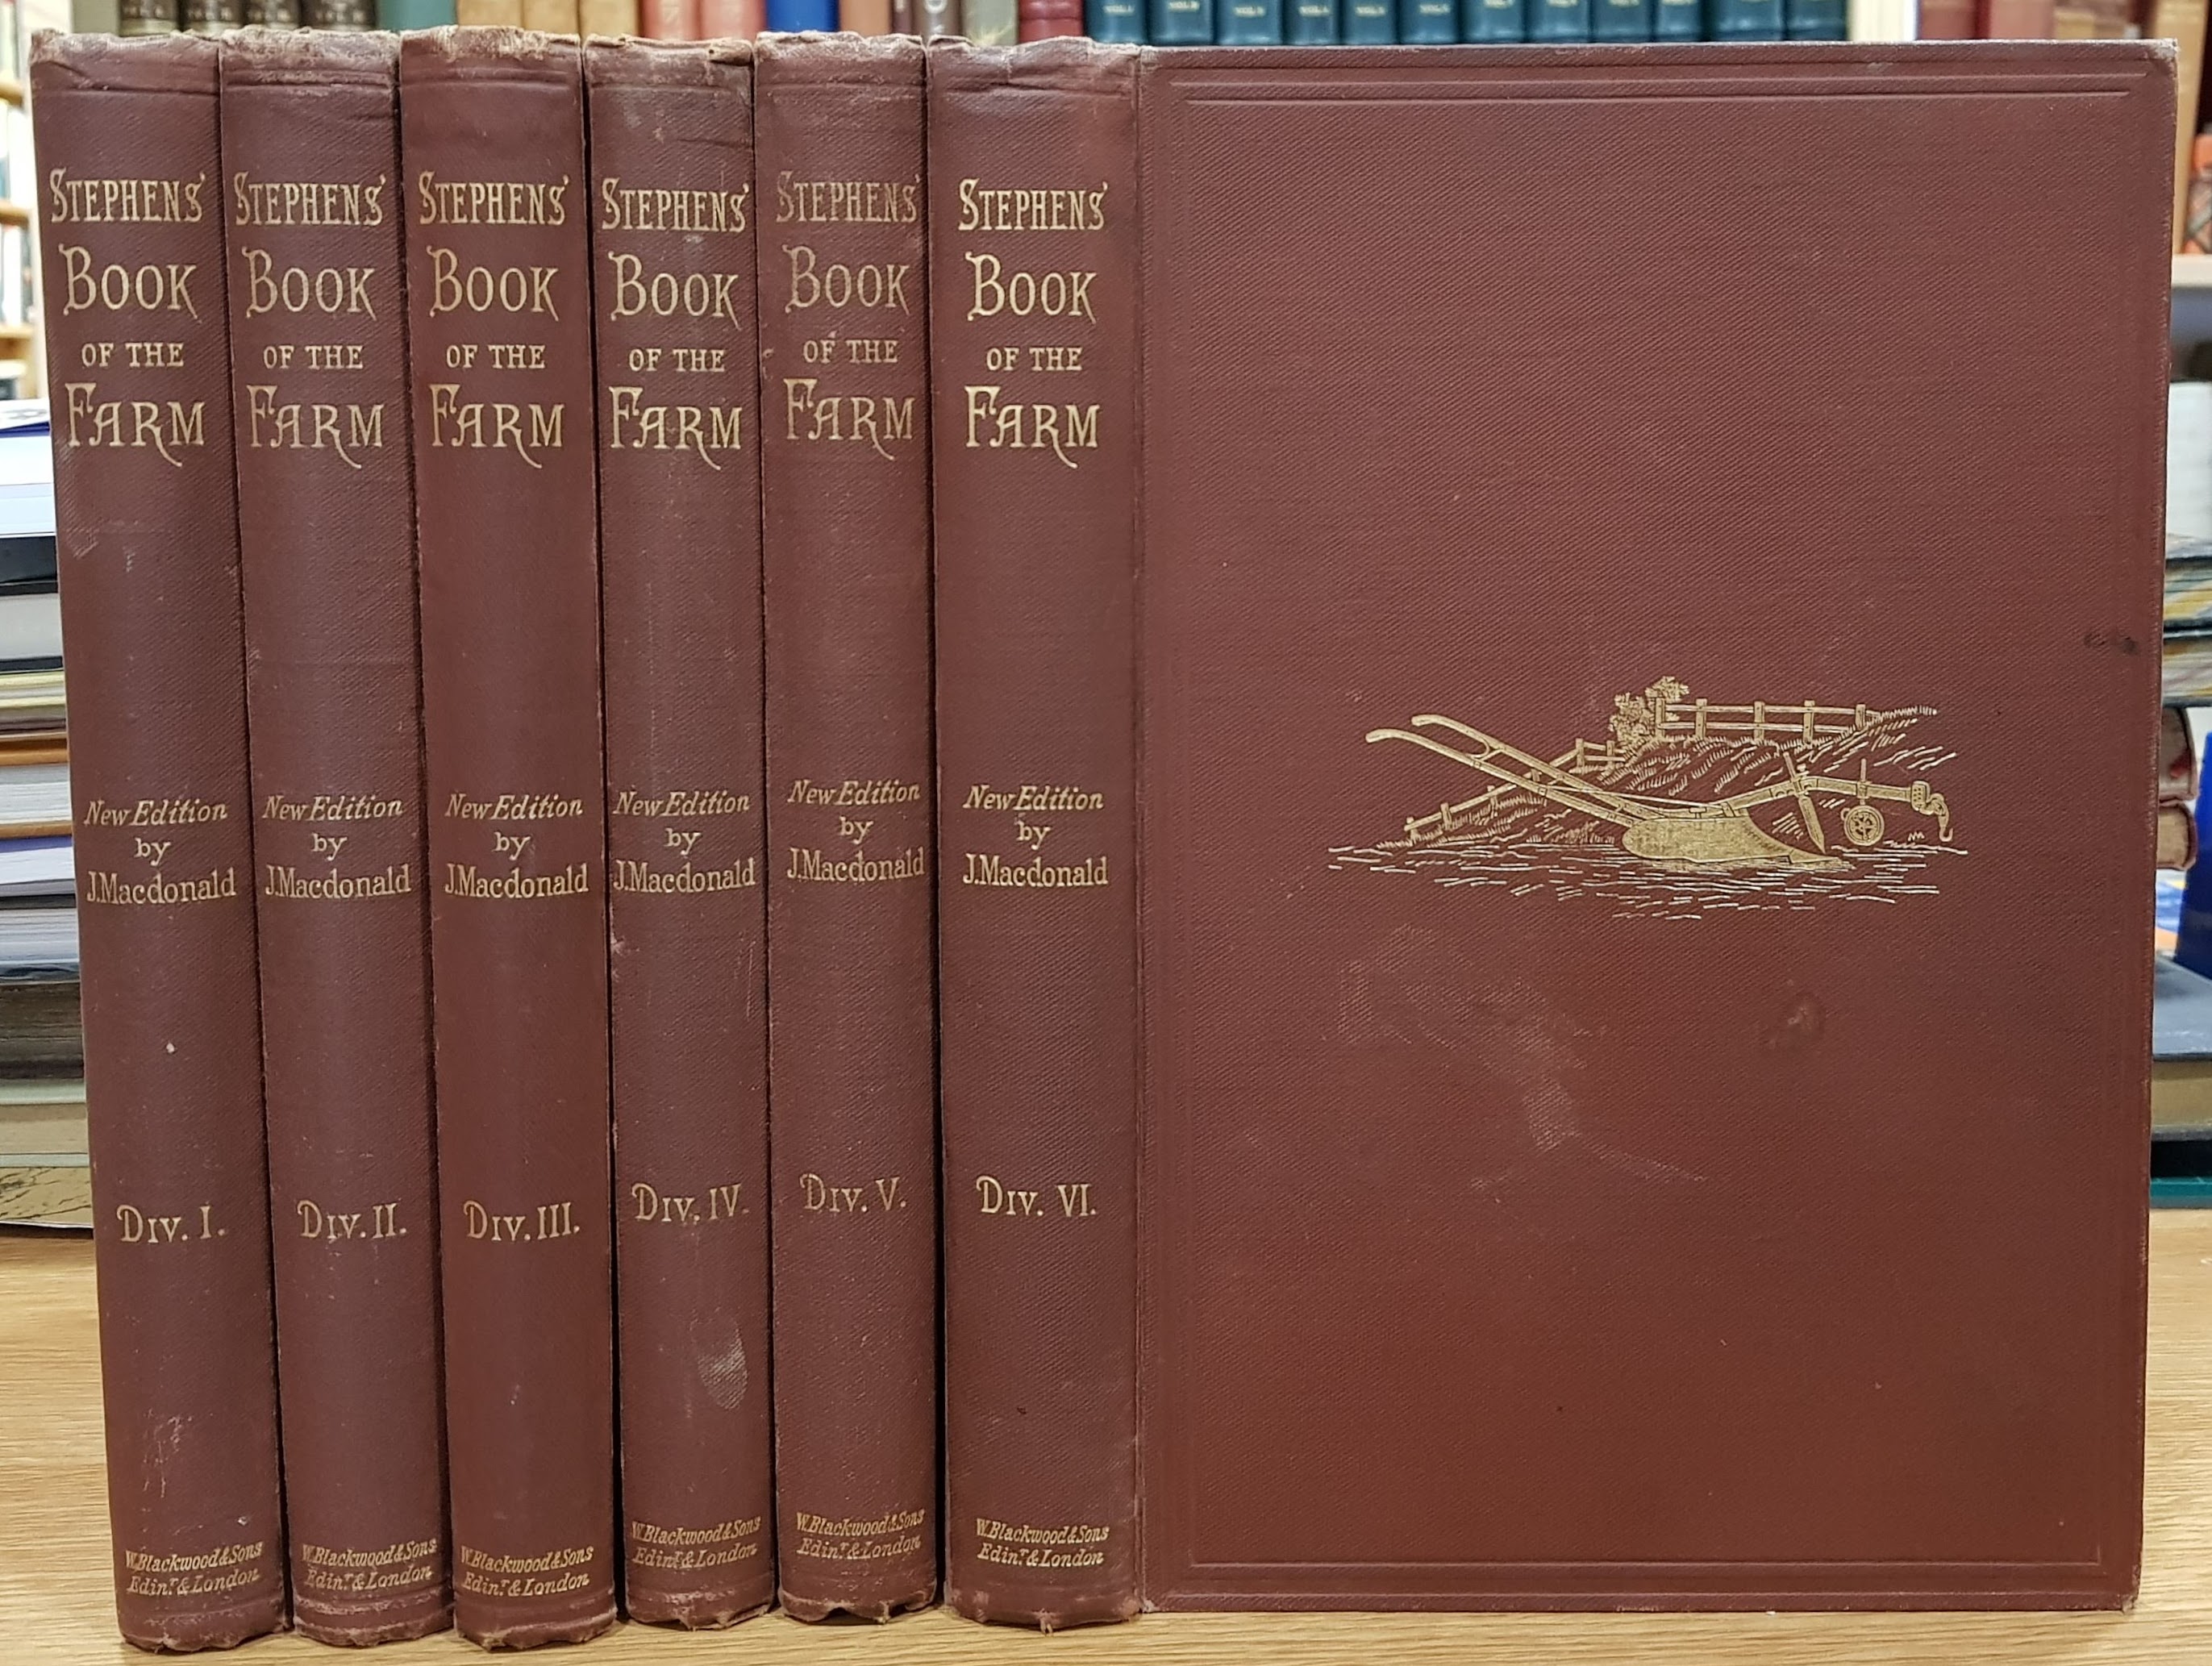 STEPHENS'
BOOK
OF THE
FARM
New Edition
by
J.Macdonald
DIV. I.
W.Blackwood&Sons
Edinr. & London
STEPHENS'
BOOK
OF THE
FARM
New Edition
by
J.Macdonald
DIV. II.
W.Blackwood&Sons
Edinr. & London
STEPHENS'
BOOK
OF THE
FARM
New Edition
by
J.Macdonald
DIV. III.
W.Blackwood&Sons
Edinr. & London
STEPHENS'
BOOK
OF THE
FARM
New Edition
by
J.Macdonald
DIV. IV.
W.Blackwood&Sons
Edinr. & London
STEPHENS'
BOOK
OF THE
FARM
New Edition
by
J.Macdonald
DIV. V.
W.Blackwood&Sons
Edinr. & London
STEPHENS'
BOOK
OF THE
FARM
New Edition
by
J.Macdonald
DIV. VI.
W.Blackwood&Sons
Edinr. & London